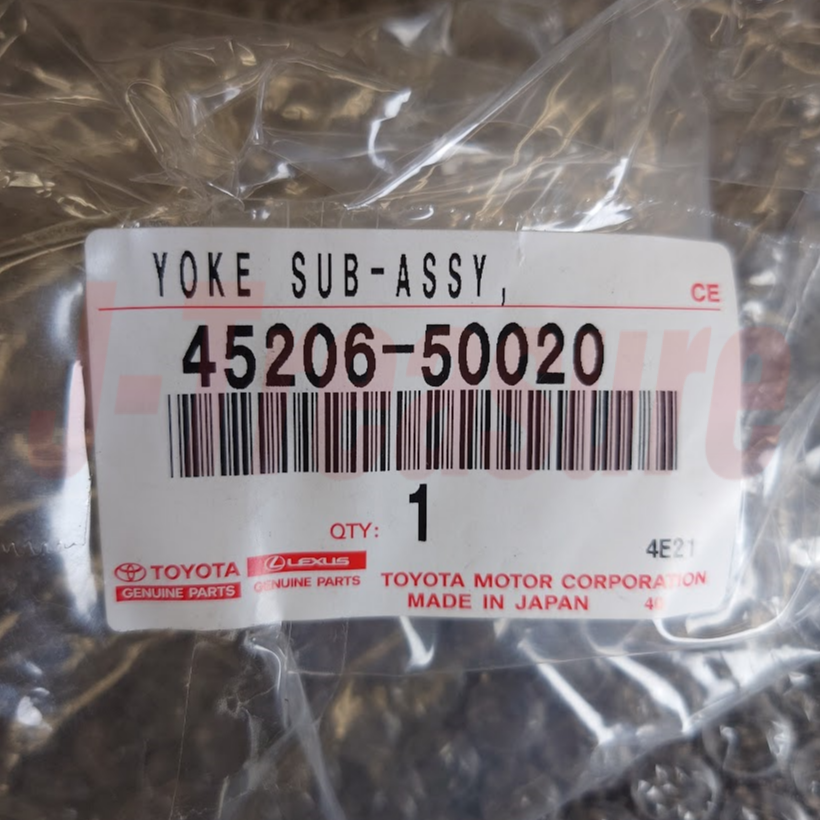 YOKE SUB-ASSY,
CE
45206-50020
J-Treasure
QTY: 1
4E21
TOYOTA
GENUINE PARTS
LEXUS
GENUINE PARTS
TOYOTA MOTOR CORPORATION
MADE IN JAPAN